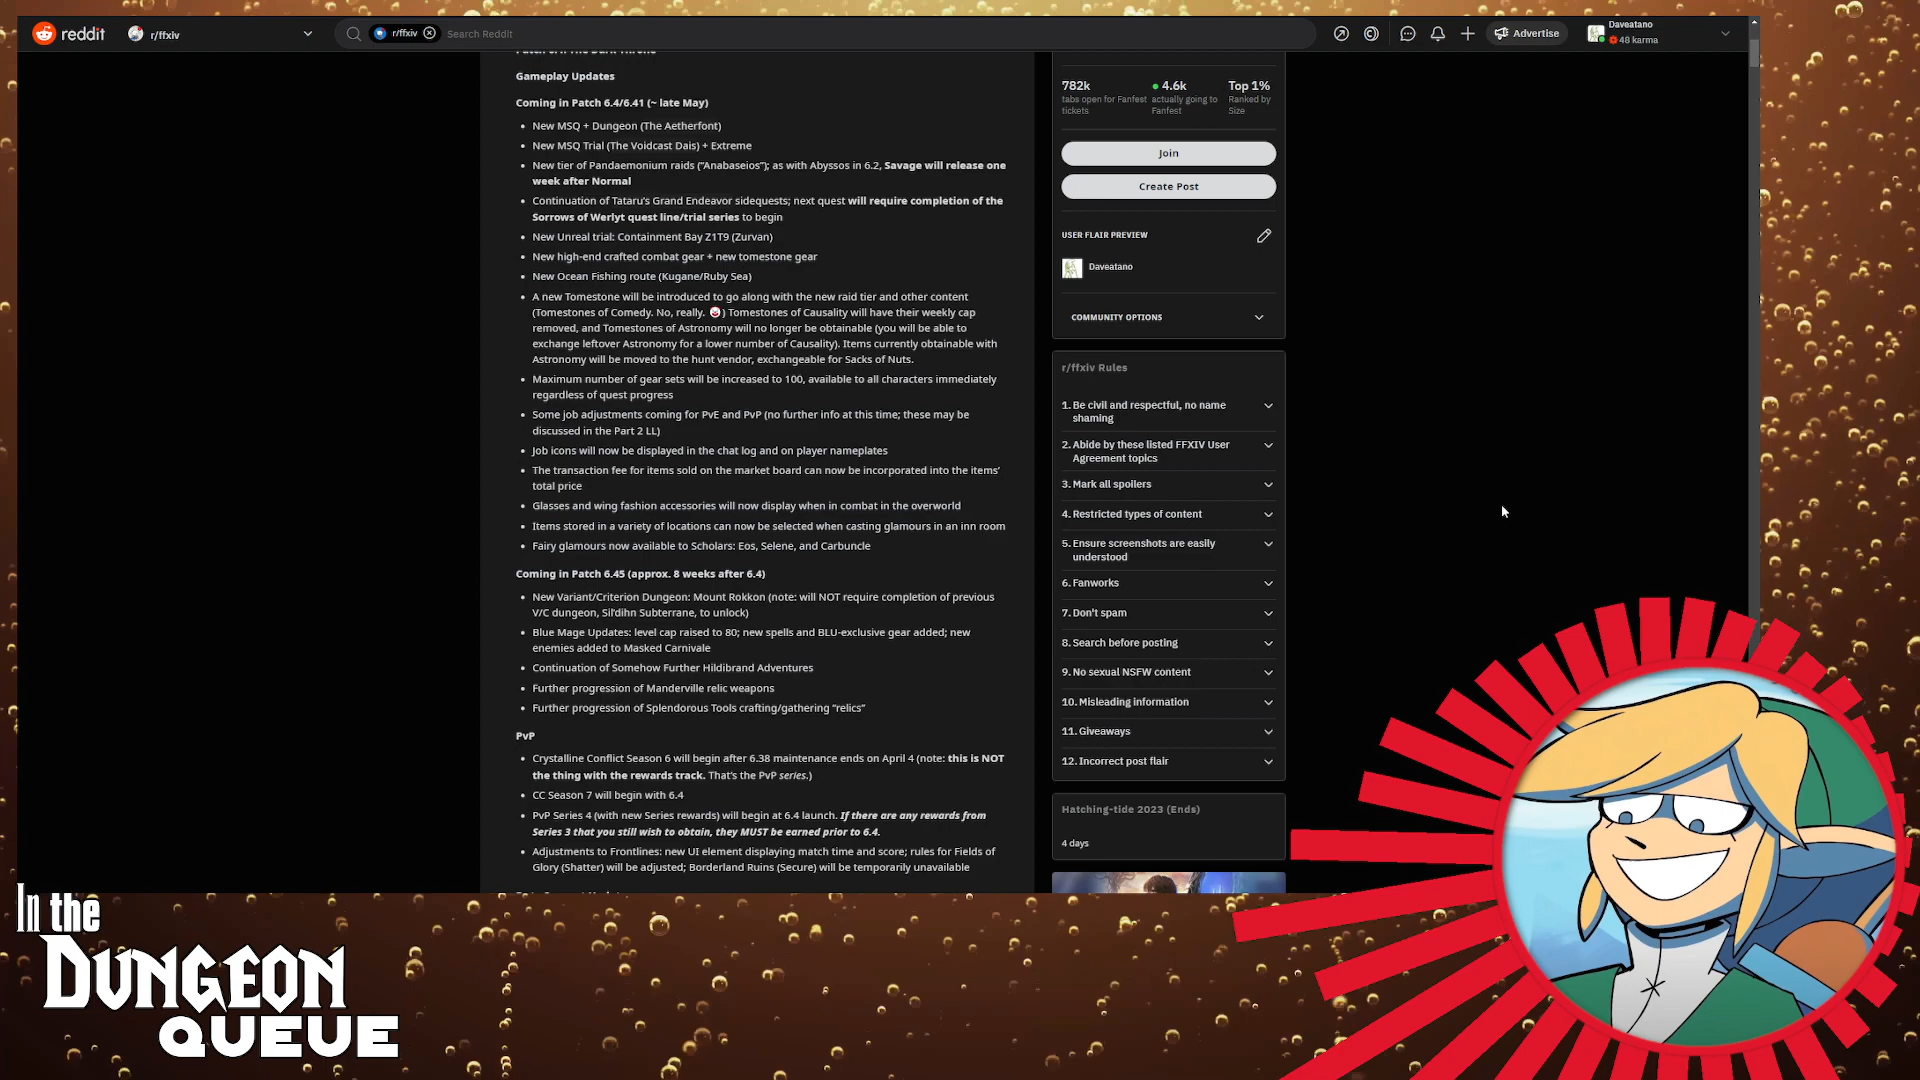 reddit
r/ffxiv
r/ffxiv
Search Reddit
Advertise
Daveatano
48 karma
Gameplay Updates
Coming in Patch 6.4/6.41 (~ late May)
• New MSQ + Dungeon (The Aetherfont)
• New MSQ Trial (The Voidcast Dais) + Extreme
• New tier of Pandaemonium raids ("Anabaseios"); as with Abyssos in 6.2, Savage will release one
week after Normal
• Continuation of Tataru's Grand Endeavor sidequests; next quest will require completion of the
Sorrows of Werlyt quest line/trial series to begin
• New Unreal trial: Containment Bay Z1T9 (Zurvan)
• New high-end crafted combat gear + new tomestone gear
• New Ocean Fishing route (Kugane/Ruby Sea)
• A new Tomestone will be introduced to go along with the new raid tier and other content
(Tomestones of Comedy. No, really. 🤡) Tomestones of Causality will have their weekly cap
removed, and Tomestones of Astronomy will no longer be obtainable (you will be able to
exchange leftover Astronomy for a lower number of Causality). Items currently obtainable with
Astronomy will be moved to the hunt vendor, exchangeable for Sacks of Nuts.
• Maximum number of gear sets will be increased to 100, available to all characters immediately
regardless of quest progress
• Some job adjustments coming for PvE and PvP (no further info at this time; these may be
discussed in the Part 2 LL)
• Job icons will now be displayed in the chat log and on player nameplates
• The transaction fee for items sold on the market board can now be incorporated into the items'
total price
• Glasses and wing fashion accessories will now display when in combat in the overworld
• Items stored in a variety of locations can now be selected when casting glamours in an inn room
• Fairy glamours now available to Scholars: Eos, Selene, and Carbuncle
Coming in Patch 6.45 (approx. 8 weeks after 6.4)
• New Variant/Criterion Dungeon: Mount Rokkon (note: will NOT require completion of previous
V/C dungeon, Sil'dihn Subterrane, to unlock)
• Blue Mage Updates: level cap raised to 80; new spells and BLU-exclusive gear added; new
enemies added to Masked Carnivale
• Continuation of Somehow Further Hildibrand Adventures
• Further progression of Manderville relic weapons
• Further progression of Splendorous Tools crafting/gathering "relics"
PvP
• Crystalline Conflict Season 6 will begin after 6.38 maintenance ends on April 4 (note: this is NOT
the thing with the rewards track. That's the PvP series.)
• CC Season 7 will begin with 6.4
• PvP Series 4 (with new Series rewards) will begin at 6.4 launch. If there are any rewards from
Series 3 that you still wish to obtain, they MUST be earned prior to 6.4.
• Adjustments to Frontlines: new UI element displaying match time and score; rules for Fields of
Glory (Shatter) will be adjusted; Borderland Ruins (Secure) will be temporarily unavailable
782k
tabs open for Fanfest
tickets
4.6k
actually going to
Fanfest
Top 1%
Ranked by
Size
Join
Create Post
USER FLAIR PREVIEW
Daveatano
COMMUNITY OPTIONS
r/ffxiv Rules
1. Be civil and respectful, no name
shaming
2. Abide by these listed FFXIV User
Agreement topics
3. Mark all spoilers
4. Restricted types of content
5. Ensure screenshots are easily
understood
6. Fanworks
7. Don't spam
8. Search before posting
9. No sexual NSFW content
10. Misleading information
11. Giveaways
12. Incorrect post flair
Hatching-tide 2023 (Ends)
4 days
In the
DUNGEON
QUEUE